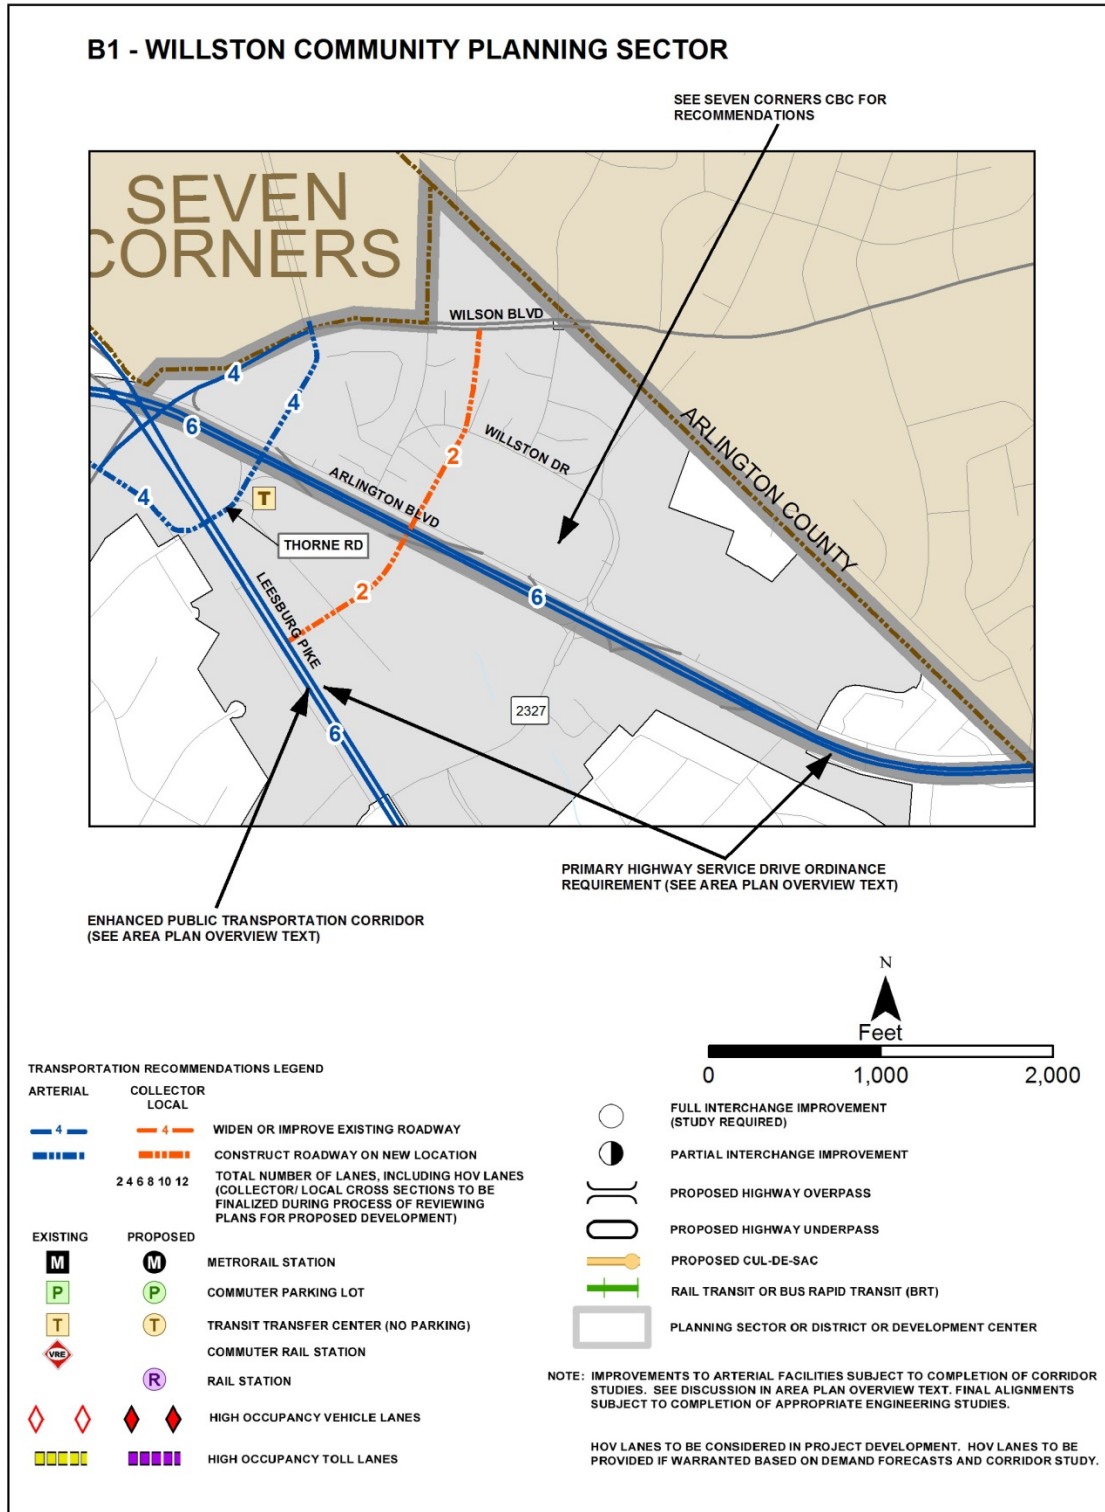 B1 - WILLSTON COMMUNITY PLANNING SECTOR
SEE SEVEN CORNERS CBC FOR
RECOMMENDATIONS
SEVEN
CORNERS
WILSON BLVD
4
4
6
WILLSTON DR
2
ARLINGTON BLVD
ARLINGTON COUNTY
4
T
THORNE RD
LEESBURG PIKE
2
6
2327
6
PRIMARY HIGHWAY SERVICE DRIVE ORDINANCE
REQUIREMENT (SEE AREA PLAN OVERVIEW TEXT)
ENHANCED PUBLIC TRANSPORTATION CORRIDOR
(SEE AREA PLAN OVERVIEW TEXT)
N
Feet
0 1,000 2,000
TRANSPORTATION RECOMMENDATIONS LEGEND
ARTERIAL
COLLECTOR
LOCAL
4 4 WIDEN OR IMPROVE EXISTING ROADWAY
CONSTRUCT ROADWAY ON NEW LOCATION
2 4 6 8 10 12 TOTAL NUMBER OF LANES, INCLUDING HOV LANES
(COLLECTOR/ LOCAL CROSS SECTIONS TO BE
FINALIZED DURING PROCESS OF REVIEWING
PLANS FOR PROPOSED DEVELOPMENT)
EXISTING PROPOSED
M M METRORAIL STATION
P P COMMUTER PARKING LOT
T T TRANSIT TRANSFER CENTER (NO PARKING)
VRE COMMUTER RAIL STATION
R RAIL STATION
HIGH OCCUPANCY VEHICLE LANES
HIGH OCCUPANCY TOLL LANES
FULL INTERCHANGE IMPROVEMENT
(STUDY REQUIRED)
PARTIAL INTERCHANGE IMPROVEMENT
PROPOSED HIGHWAY OVERPASS
PROPOSED HIGHWAY UNDERPASS
PROPOSED CUL-DE-SAC
RAIL TRANSIT OR BUS RAPID TRANSIT (BRT)
PLANNING SECTOR OR DISTRICT OR DEVELOPMENT CENTER
NOTE: IMPROVEMENTS TO ARTERIAL FACILITIES SUBJECT TO COMPLETION OF CORRIDOR
STUDIES. SEE DISCUSSION IN AREA PLAN OVERVIEW TEXT. FINAL ALIGNMENTS
SUBJECT TO COMPLETION OF APPROPRIATE ENGINEERING STUDIES.
HOV LANES TO BE CONSIDERED IN PROJECT DEVELOPMENT. HOV LANES TO BE
PROVIDED IF WARRANTED BASED ON DEMAND FORECASTS AND CORRIDOR STUDY.